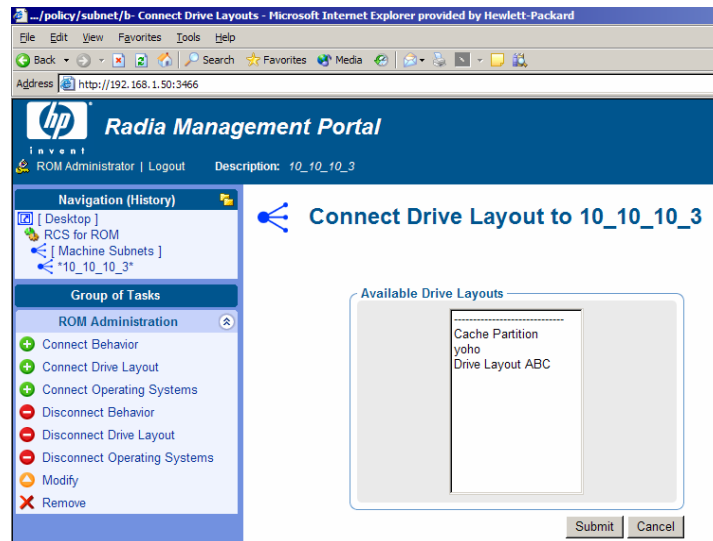 .../policy/subnet/b- Connect Drive Layouts - Microsoft Internet Explorer provided by Hewlett-Packard
File Edit View Favorites Tools Help
Back Search Favorites Media
Address http://192.168.1.50:3466
hp
invent
Radia Management Portal
ROM Administrator | Logout Description: 10_10_10_3
Navigation (History)
[ Desktop ]
RCS for ROM
[ Machine Subnets ]
*10_10_10_3*
Group of Tasks
ROM Administration
Connect Behavior
Connect Drive Layout
Connect Operating Systems
Disconnect Behavior
Disconnect Drive Layout
Disconnect Operating Systems
Modify
Remove
Connect Drive Layout to 10_10_10_3
Available Drive Layouts
-----------------------------
Cache Partition
yoho
Drive Layout ABC
Submit Cancel